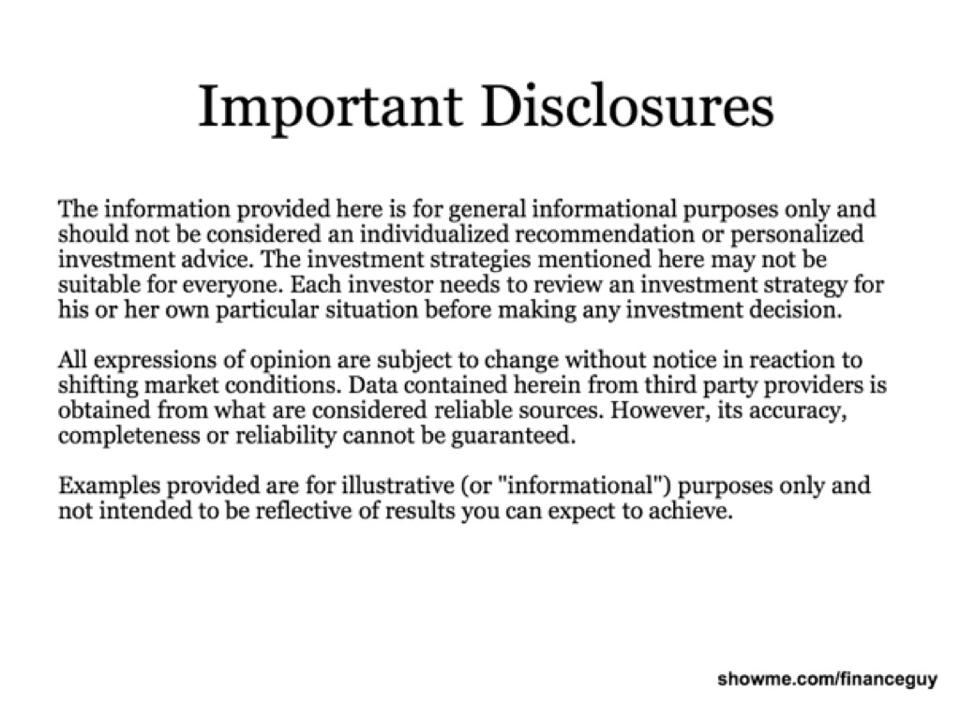 Important Disclosures
The information provided here is for general informational purposes only and
should not be considered an individualized recommendation or personalized
investment advice. The investment strategies mentioned here may not be
suitable for everyone. Each investor needs to review an investment strategy for
his or her own particular situation before making any investment decision.
All expressions of opinion are subject to change without notice in reaction to
shifting market conditions. Data contained herein from third party providers is
obtained from what are considered reliable sources. However, its accuracy,
completeness or reliability cannot be guaranteed.
Examples provided are for illustrative (or "informational") purposes only and
not intended to be reflective of results you can expect to achieve.
showme.com/financeguy